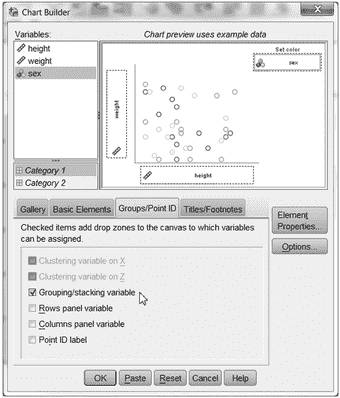 Chart Builder
Variables:
height
weight
sex
Category 1
Category 2
Chart preview uses example data
Set color
sex
weight
height
Gallery
Basic Elements
Groups/Point ID
Titles/Footnotes
Checked items add drop zones to the canvas to which variables
can be assigned.
Clustering variable on X
Clustering variable on Z
Grouping/stacking variable
Rows panel variable
Columns panel variable
Point ID label
Element
Properties...
Options...
OK
Paste
Reset
Cancel
Help